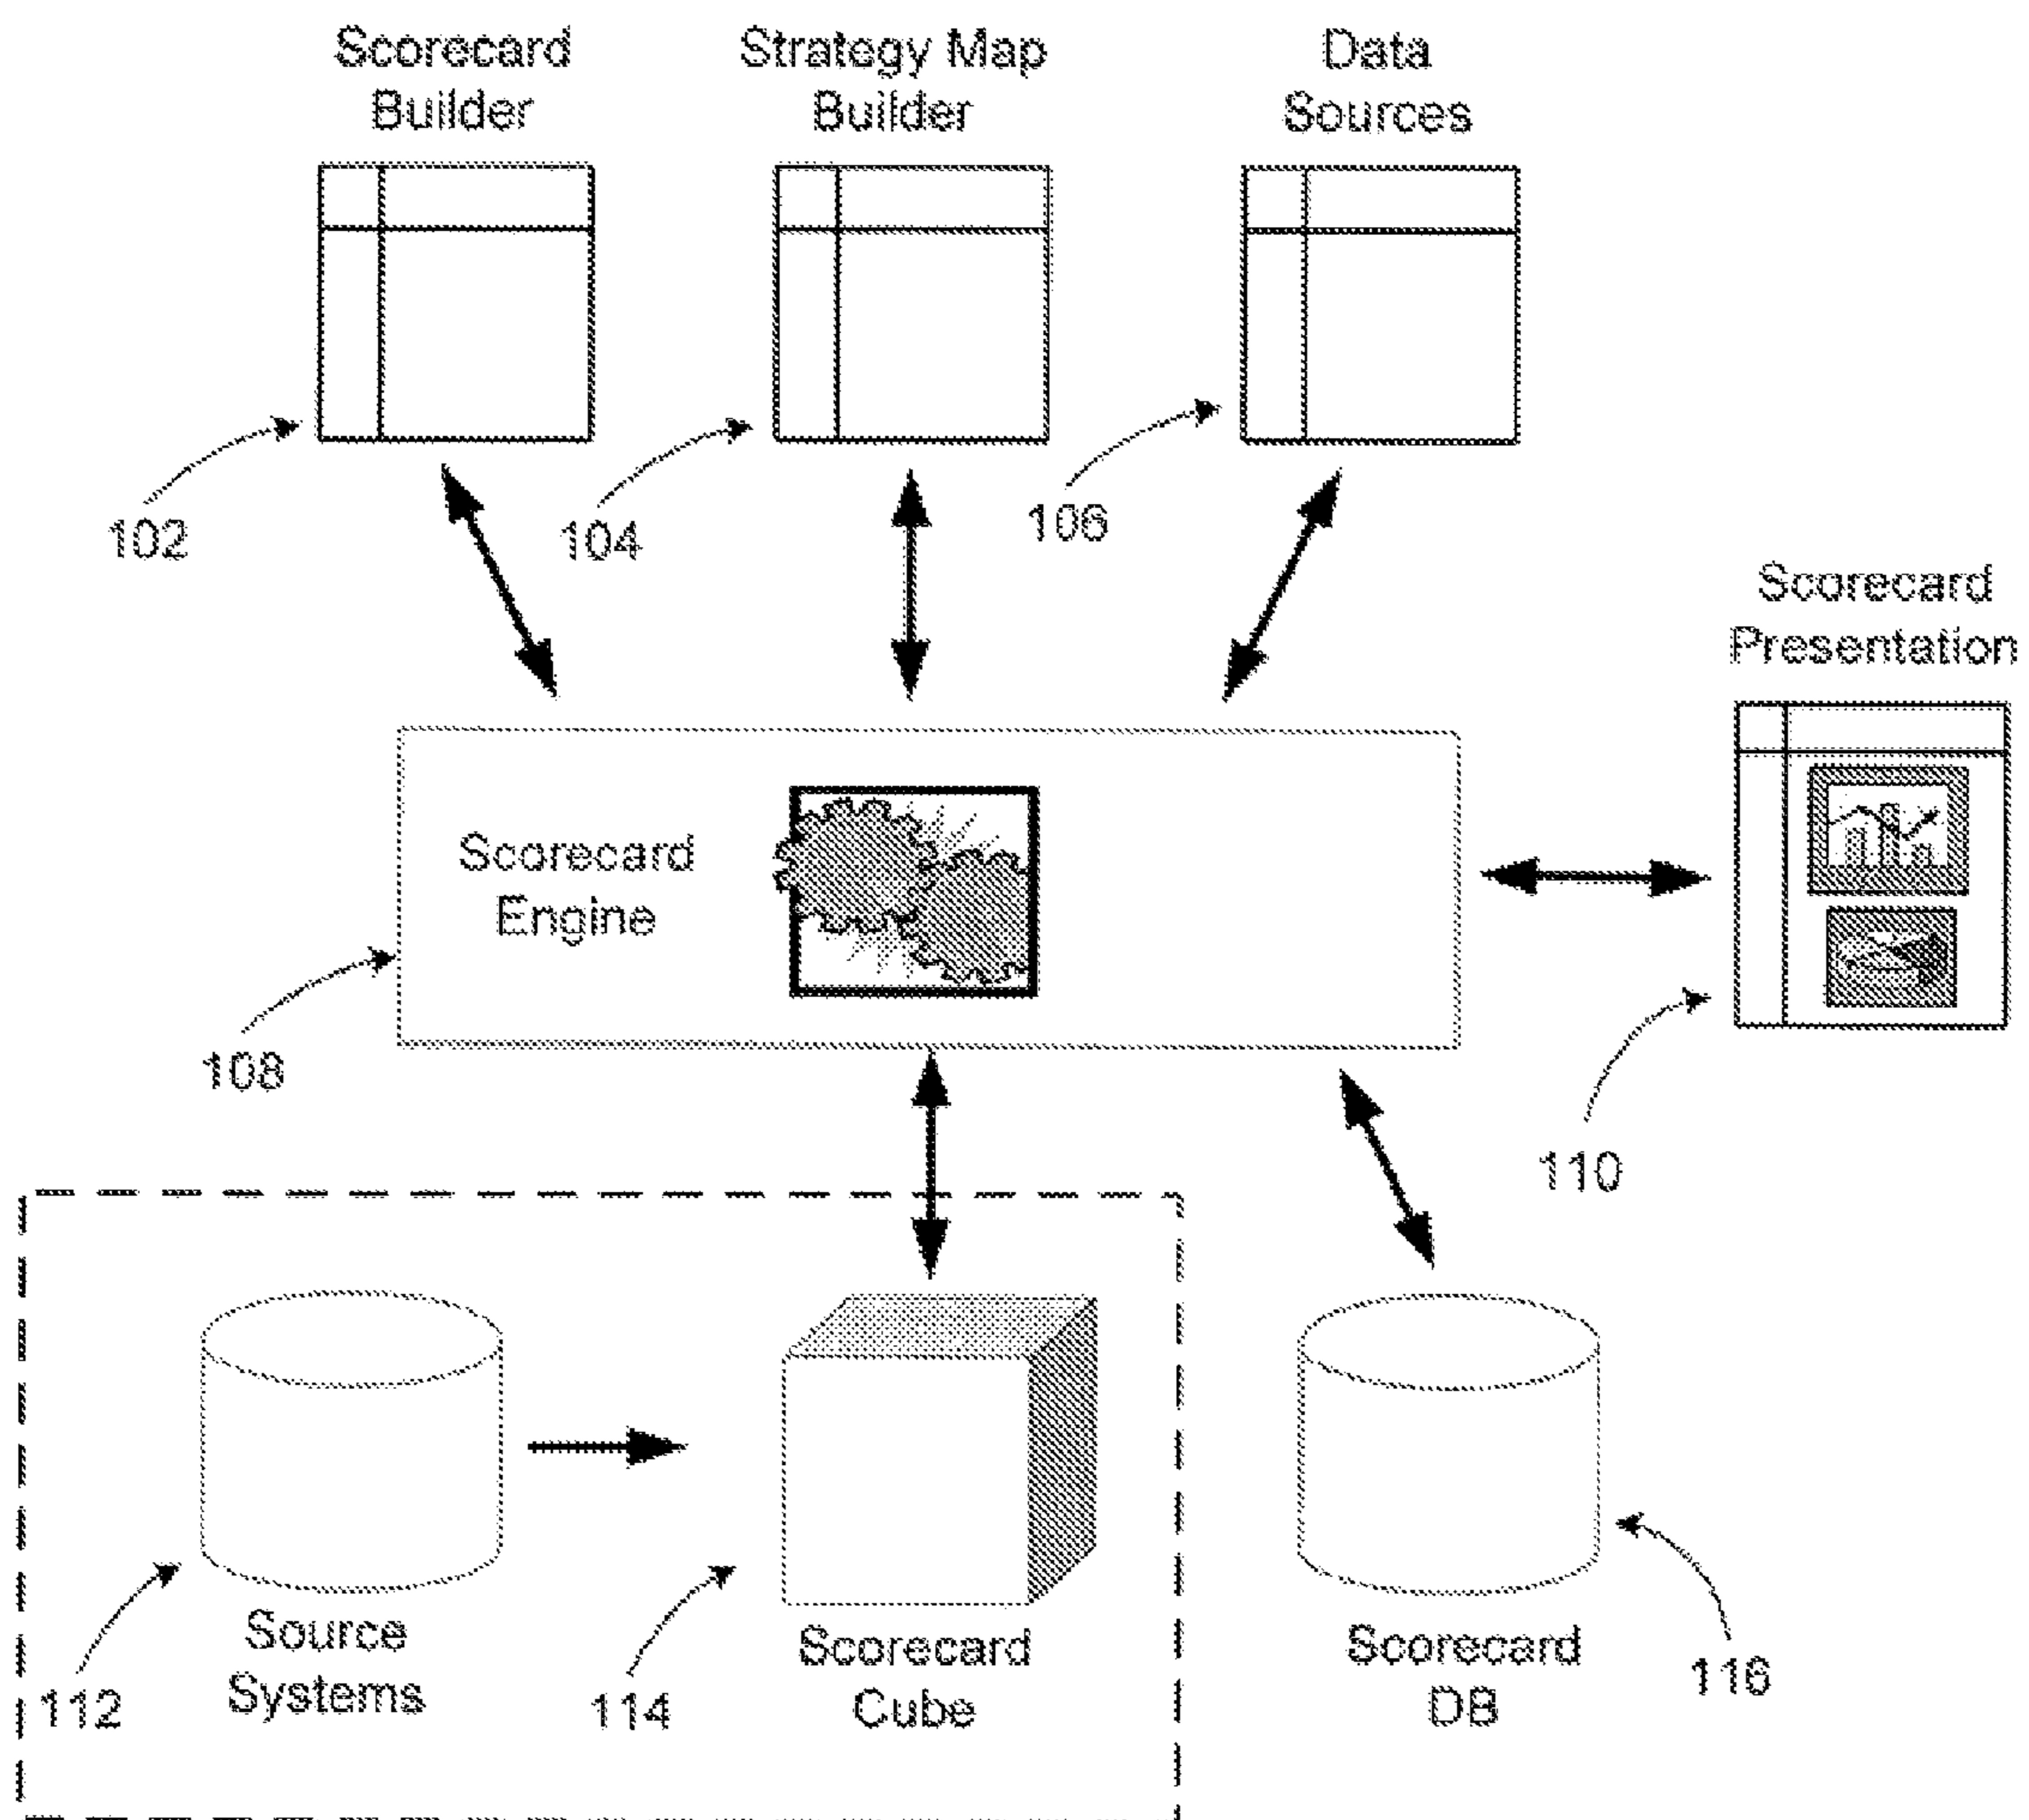 Scorecard
Builder
Strategy Map
Builder
Data
Sources
102
104
106
Scorecard
Presentation
Scorecard
Engine
108
110
Source
Systems
112
Scorecard
Cube
114
Scorecard
DB
116